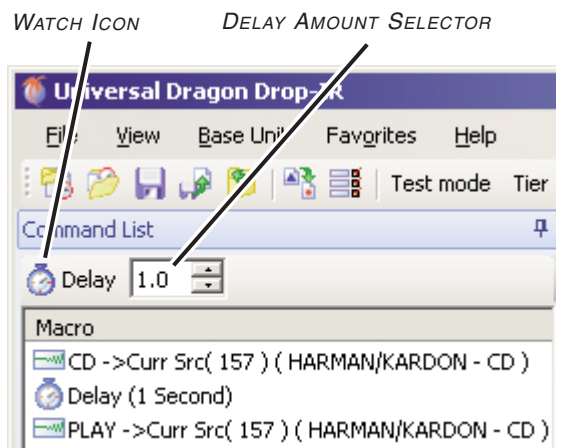 WATCH ICON DELAY AMOUNT SELECTOR
Universal Dragon Drop-IR
File View Base Unit Favorites Help
Test mode Tier
Command List
Delay 1.0
Macro
CD ->Curr Src( 157 ) ( HARMAN/KARDON - CD )
Delay (1 Second)
PLAY ->Curr Src( 157 ) ( HARMAN/KARDON - CD )